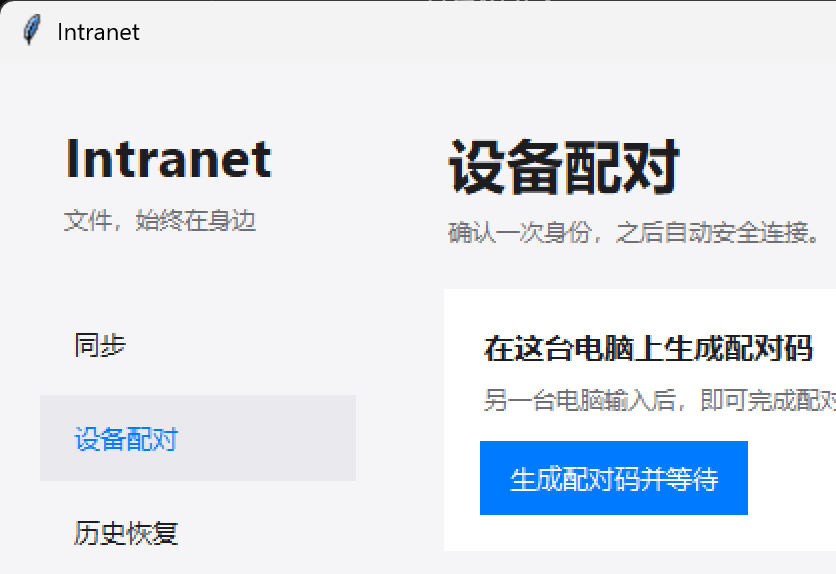 Intranet
Intranet
文件，始终在身边
同步
设备配对
历史恢复
设备配对
确认一次身份，之后自动安全连接。
在这台电脑上生成配对码
另一台电脑输入后，即可完成配对
生成配对码并等待